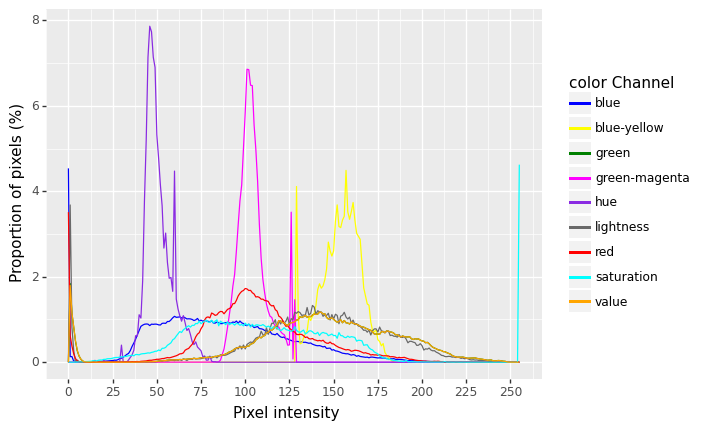 8
6
4
2
0
Proportion of pixels (%)
0 25 50 75 100 125 150 175 200 225 250
Pixel intensity
color Channel
blue
blue-yellow
green
green-magenta
hue
lightness
red
saturation
value